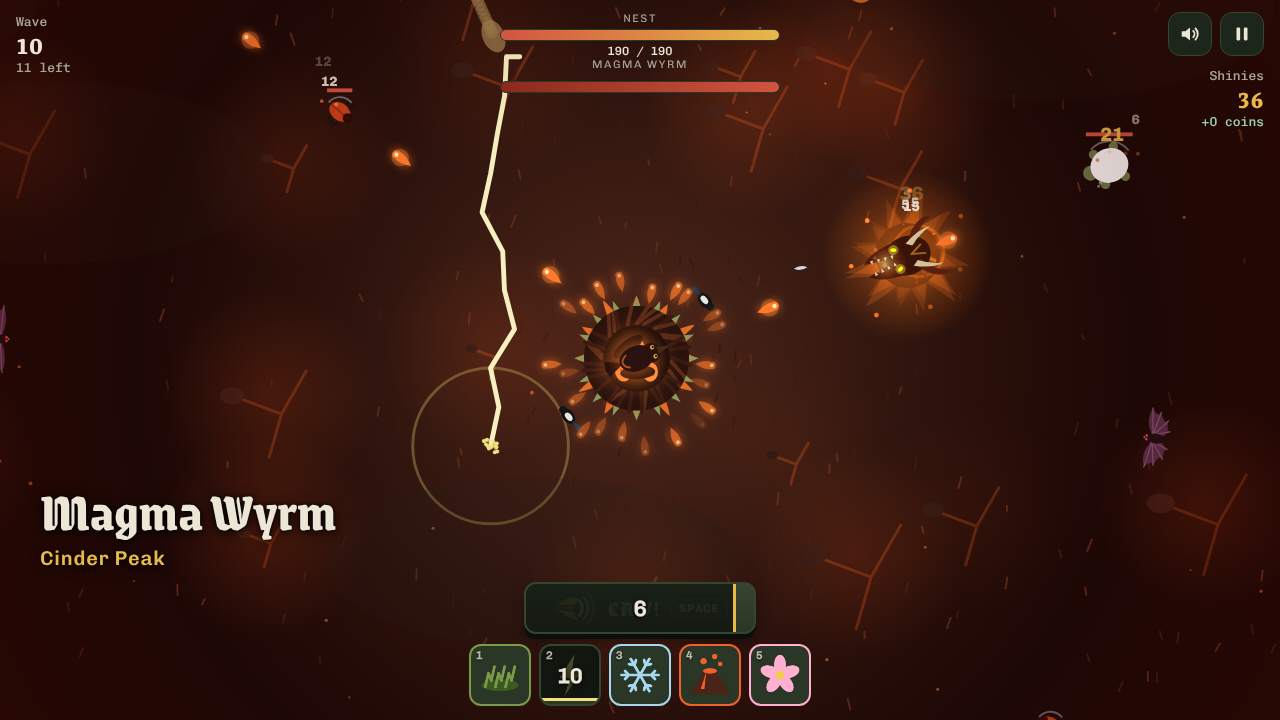 Wave
10
11 left
NEST
190 / 190
MAGMA WYRM
Shinies
36
+0 coins
12
12
6
21
36
15
Magma Wyrm
Cinder Peak
6
SPACE
1
2
10
3
4
5